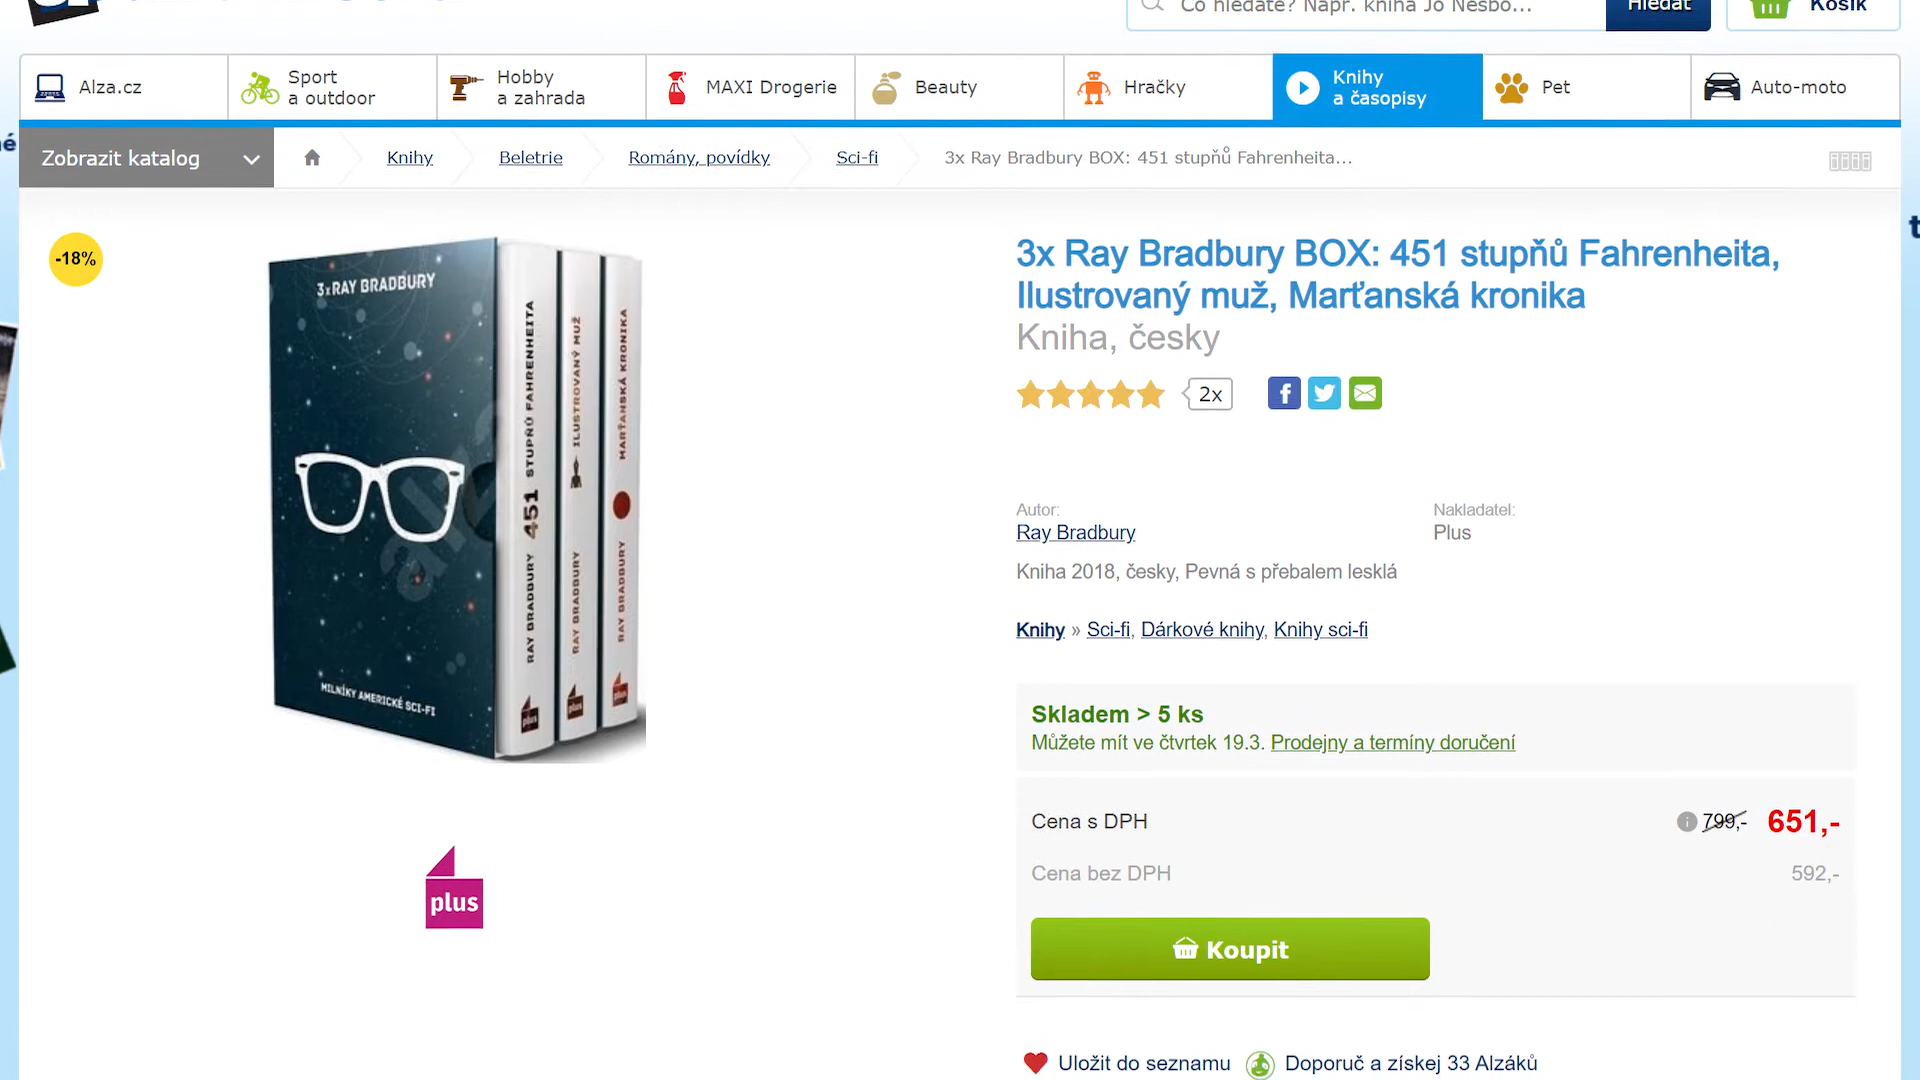 Co hledáte? Např. kniha Jo Nesbo...
Hledat
Košík
Alza.cz
Sport
a outdoor
Hobby
a zahrada
MAXI Drogerie
Beauty
Hračky
Knihy
a časopisy
Pet
Auto-moto
Zobrazit katalog
Knihy
Beletrie
Romány, povídky
Sci-fi
3x Ray Bradbury BOX: 451 stupňů Fahrenheita...
-18%
3x RAY BRADBURY
MILNÍKY AMERICKÉ SCI-FI
RAY BRADBURY 451 STUPŇŮ FAHRENHEITA
plus
RAY BRADBURY ILUSTROVANÝ MUŽ
plus
RAY BRADBURY MARŤANSKÁ KRONIKA
plus
plus
3x Ray Bradbury BOX: 451 stupňů Fahrenheita,
Ilustrovaný muž, Marťanská kronika
Kniha, česky
2x
Autor:
Ray Bradbury
Nakladatel:
Plus
Kniha 2018, česky, Pevná s přebalem lesklá
Knihy » Sci-fi, Dárkové knihy, Knihy sci-fi
Skladem > 5 ks
Můžete mít ve čtvrtek 19.3. Prodejny a termíny doručení
Cena s DPH
799,- 651,-
Cena bez DPH
592,-
Koupit
Uložit do seznamu
Doporuč a získej 33 Alzáků